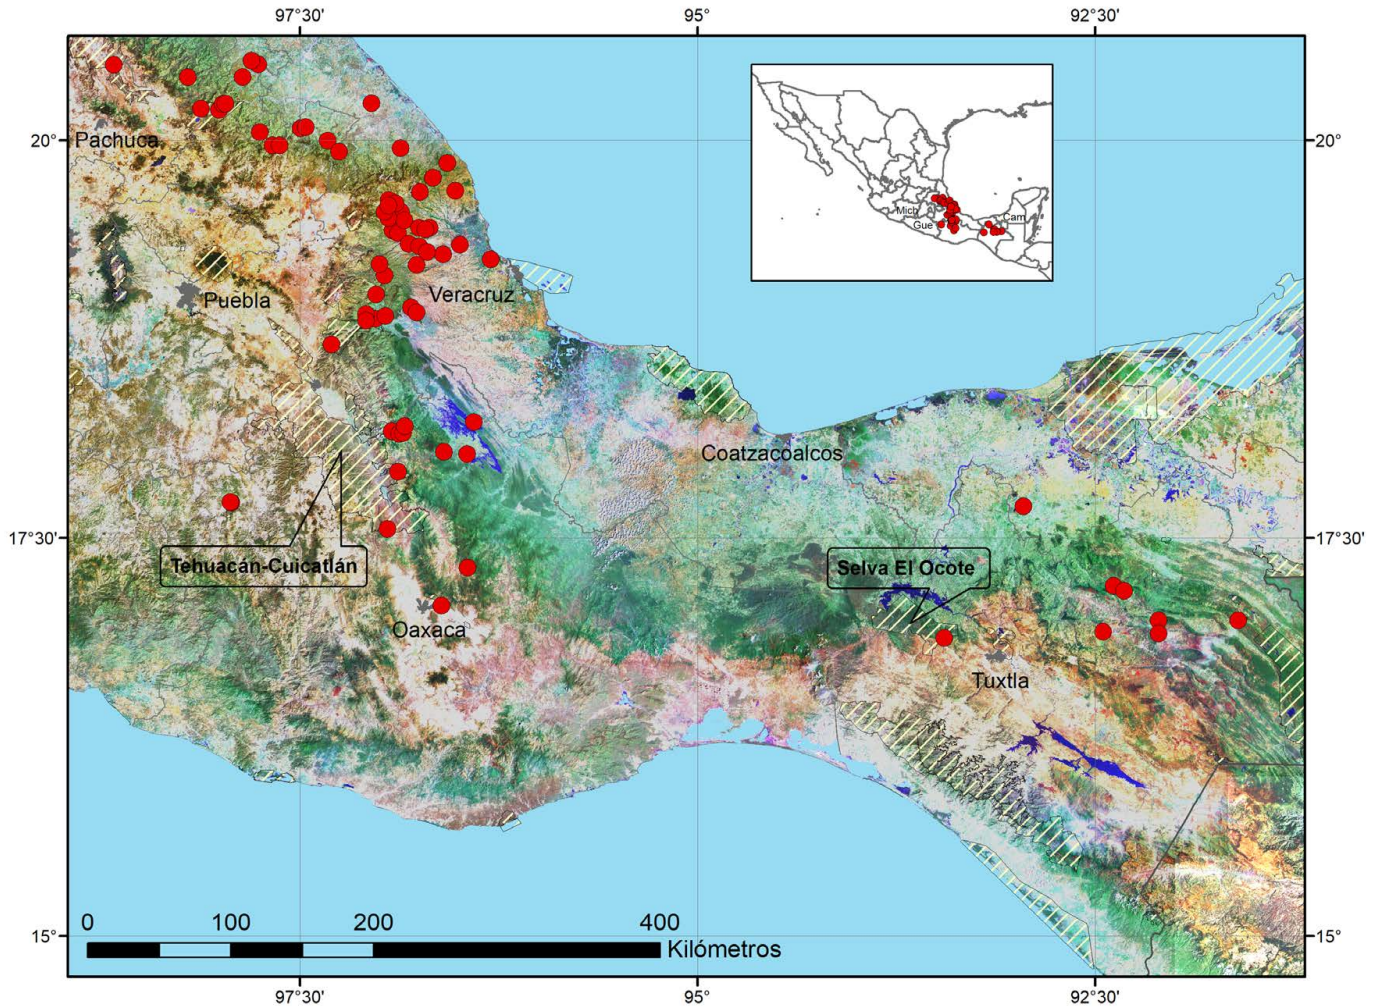 97°30' 95° 92°30'
20° 20°
Pachuca
Mich
Gue
Cam
Puebla
Veracruz
Coatzacoalcos
17°30' 17°30'
Tehuacán-Cuicatlán
Selva El Ocote
Oaxaca
Tuxtla
0 100 200 400
Kilómetros
15° 15°
97°30' 95° 92°30'